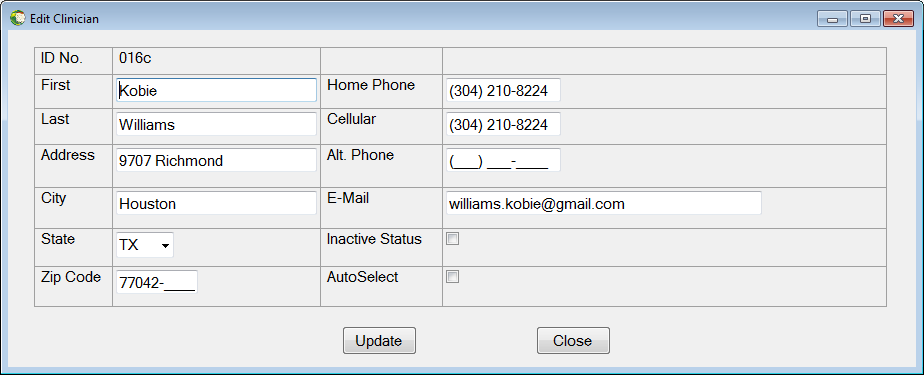 Edit Clinician
ID No. 016c
First Kobie Home Phone (304) 210-8224
Last Williams Cellular (304) 210-8224
Address 9707 Richmond Alt. Phone (___) ___-____
City Houston E-Mail williams.kobie@gmail.com
State TX Inactive Status
Zip Code 77042-____ AutoSelect
Update Close